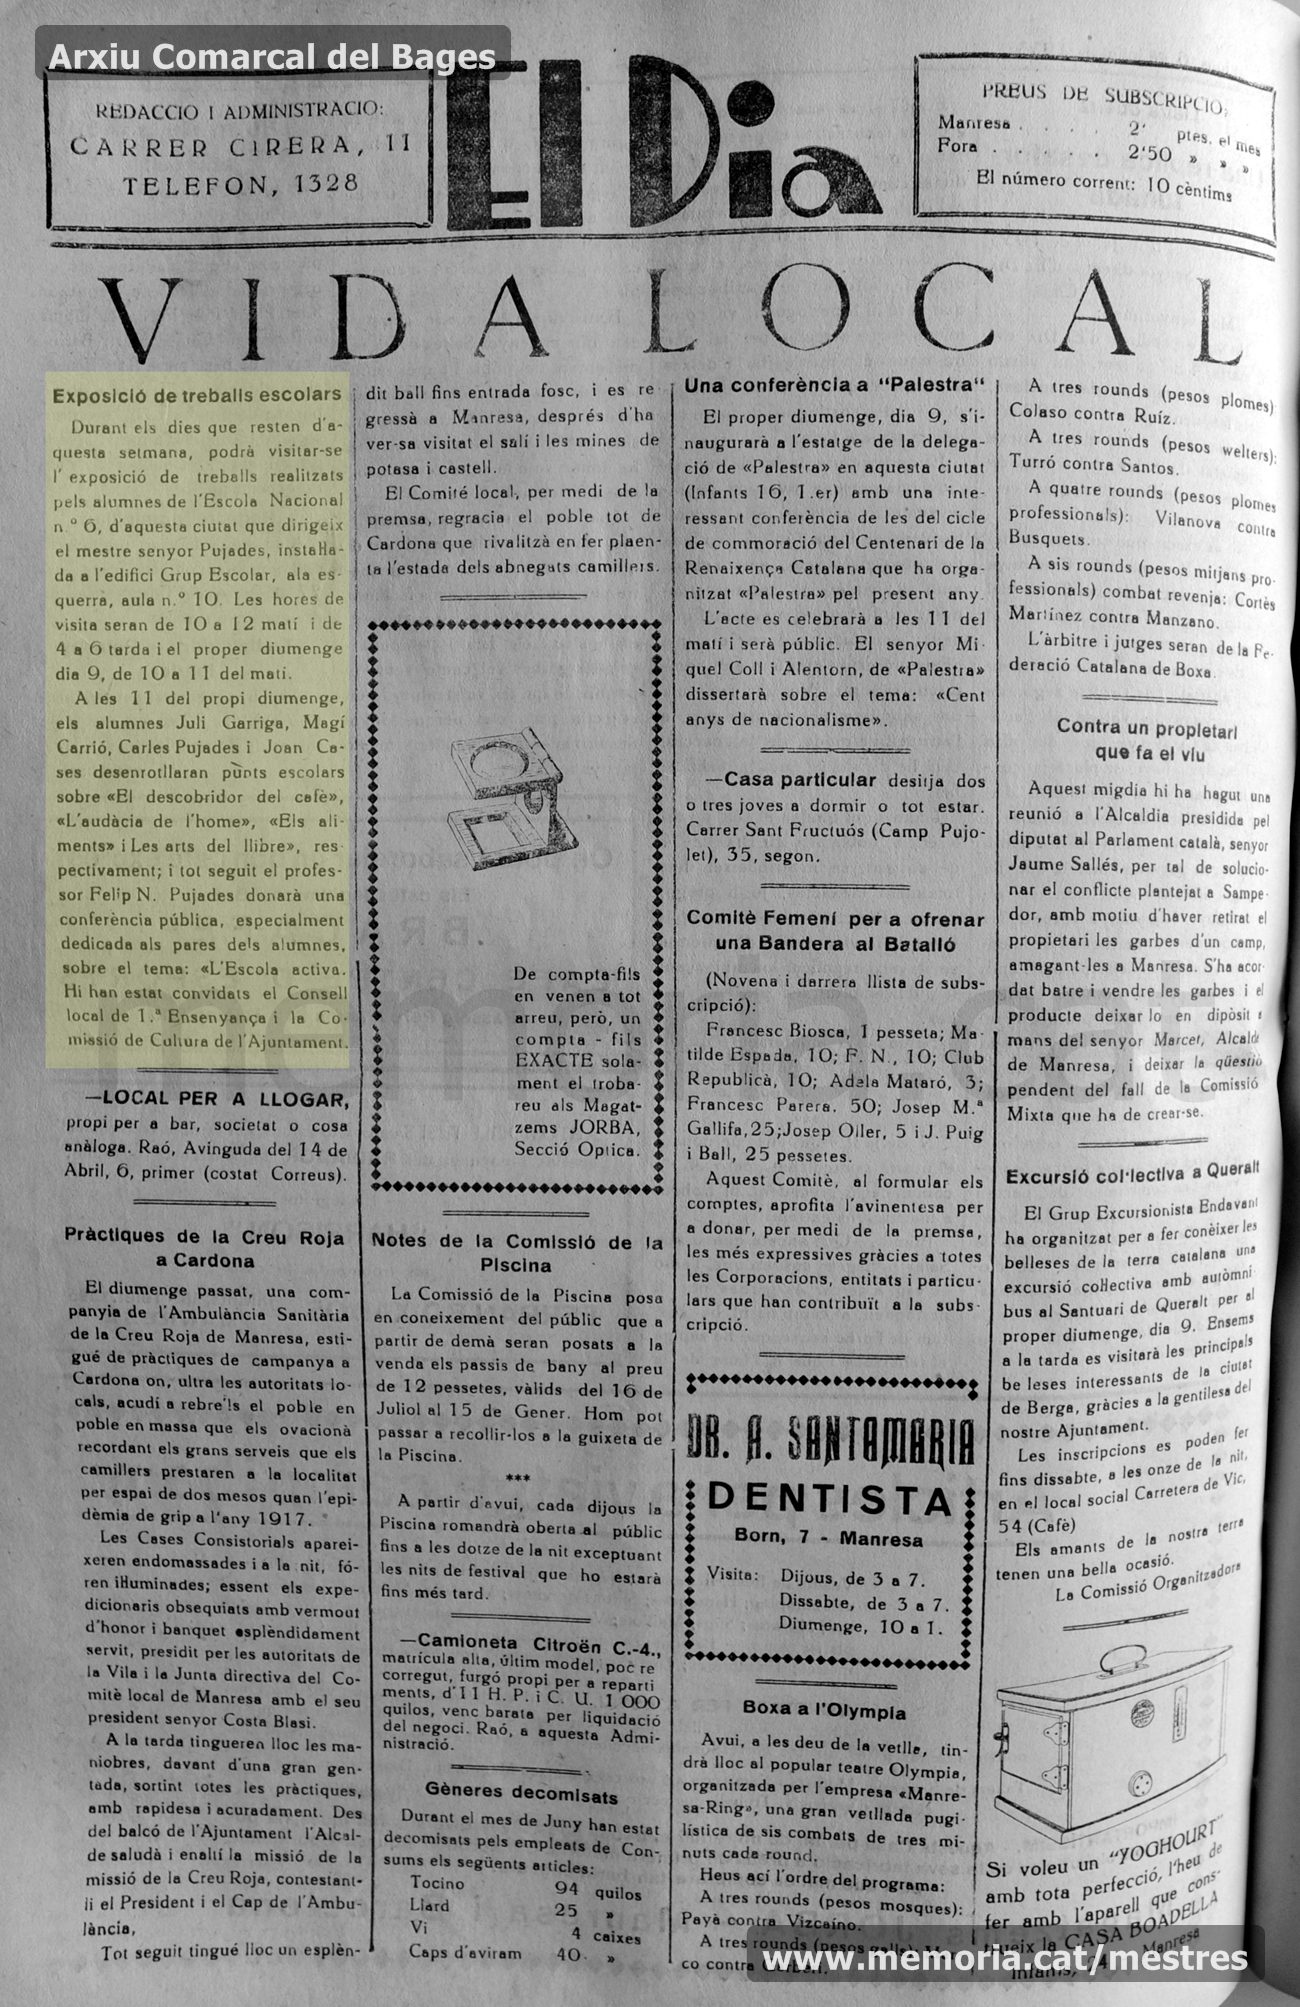 Arxiu Comarcal del Bages
REDACCIO I ADMINISTRACIO:
CARRER CIRERA, 11
TELEFON, 1328
El Dia
PREUS DE SUBSCRIPCIO:
Manresa . . . . 2' ptes. el mes
Fora . . . . . 2'50 » » »
El número corrent: 10 cèntims
VIDA LOCAL
Exposició de treballs escolars
Durant els dies que resten d'a-
questa setmana, podrà visitar-se
l'exposició de treballs realitzats
pels alumnes de l'Escola Nacional
n.º 6, d'aquesta ciutat que dirigeix
el mestre senyor Pujades, instal·la-
da a l'edifici Grup Escolar, ala es-
querra, aula n.º 10. Les hores de
visita seran de 10 a 12 matí i de
4 a 6 tarda i el proper diumenge
dia 9, de 10 a 11 del matí.
A les 11 del propi diumenge,
els alumnes Juli Garriga, Magí
Carrió, Carles Pujades i Joan Ca-
ses desenrotllaran punts escolars
sobre «El descobridor del cafè»,
«L'audàcia de l'home», «Els ali-
ments» i Les arts del llibre», res-
pectivament; i tot seguit el profes-
sor Felip N. Pujades donarà una
conferència pública, especialment
dedicada als pares dels alumnes,
sobre el tema: «L'Escola activa.
Hi han estat convidats el Consell
local de 1.ª Ensenyança i la Co-
missió de Cultura de l'Ajuntament.
—LOCAL PER A LLOGAR,
propi per a bar, societat o cosa
anàloga. Raó, Avinguda del 14 de
Abril, 6, primer (costat Correus).
Pràctiques de la Creu Roja
a Cardona
El diumenge passat, una com-
panyia de l'Ambulància Sanitària
de la Creu Roja de Manresa, esti-
gué de pràctiques de campanya a
Cardona on, ultra les autoritats lo-
cals, acudí a rebre'ls el poble en
poble en massa que els ovacionà
recordant els grans serveis que els
camillers prestaren a la localitat
per espai de dos mesos quan l'epi-
dèmia de grip a l'any 1917.
Les Cases Consistorials aparei-
xeren endomassades i a la nit, fó-
ren il·luminades; essent els expe-
dicionaris obsequiats amb vermout
d'honor i banquet esplèndidament
servit, presidit per les autoritats de
la Vila i la Junta directiva del Co-
mitè local de Manresa amb el seu
president senyor Costa Blasi.
A la tarda tingueren lloc les ma-
niobres, davant d'una gran gen-
tada, sortint totes les pràctiques,
amb rapidesa i acuradament. Des
del balcó de l'Ajuntament l'Alcal-
de saludà i enaltí la missió de la
missió de la Creu Roja, contestant-
li el President i el Cap de l'Ambu-
lància,
Tot seguit tingué lloc un esplèn-
dit ball fins entrada fosc, i es re
gressà a Manresa, després d'ha
ver-sa visitat el salí i les mines de
potasa i castell.
El Comité local, per medi de la
premsa, regracia el poble tot de
Cardona que rivalitzà en fer plaen-
ta l'estada dels abnegats camillers.
De compta-fils
en venen a tot
arreu, però, un
compta - fils
EXACTE sola-
ment el troba-
reu als Magat-
zems JORBA,
Secció Optica.
Notes de la Comissió de la
Piscina
La Comissió de la Piscina posa
en coneixement del públic que a
partir de demà seran posats a la
venda els passis de bany al preu
de 12 pessetes, vàlids del 16 de
Juliol al 15 de Gener. Hom pot
passar a recollir-los a la guixeta de
la Piscina.
***
A partir d'avui, cada dijous la
Piscina romandrà oberta al públic
fins a les dotze de la nit exceptuant
les nits de festival que ho estarà
fins més tard.
—Camioneta Citroën C.-4.,
matrícula alta, últim model, poc re
corregut, furgó propi per a reparti
ments, d'11 H. P. i C. U. 1 000
quilos, venc barata per liquidació
del negoci. Raó, a aquesta Admi-
nistració.
Gèneres decomisats
Durant el mes de Juny han estat
decomisats pels empleats de Con-
sums els següents articles:
Tocino 94 quilos
Llard 25 »
Vi 4 caixes
Caps d'aviram 40 »
Una conferència a "Palestra"
El proper diumenge, dia 9, s'i-
naugurarà a l'estatge de la delega-
ció de «Palestra» en aquesta ciutat
(Infants 16, 1.er) amb una inte-
ressant conferència de les del cicle
de commoració del Centenari de la
Renaixença Catalana que ha orga-
nitzat «Palestra» pel present any.
L'acte es celebrarà a les 11 del
matí i serà públic. El senyor Mi-
quel Coll i Alentorn, de «Palestra»
dissertarà sobre el tema: «Cent
anys de nacionalisme».
—Casa particular desitja dos
o tres joves a dormir o tot estar.
Carrer Sant Fructuós (Camp Pujo-
let), 35, segon.
Comitè Femení per a ofrenar
una Bandera al Batalló
(Novena i darrera llista de subs-
cripció):
Francesc Biosca, 1 pesseta; Ma-
tilde Espada, 10; F. N., 10; Club
Republicà, 10; Adela Mataró, 3;
Francesc Parera. 50; Josep M.ª
Gallifa, 25; Josep Oller, 5 i J. Puig
i Ball, 25 pessetes.
Aquest Comitè, al formular els
comptes, aprofita l'avinentesa per
a donar, per medi de la premsa,
les més expressives gràcies a totes
les Corporacions, entitats i particu-
lars que han contribuït a la subs-
cripció.
DR. A. SANTAMARIA
DENTISTA
Born, 7 - Manresa
Visita: Dijous, de 3 a 7.
Dissabte, de 3 a 7.
Diumenge, 10 a 1.
Boxa a l'Olympia
Avui, a les deu de la vetlle, tin-
drà lloc al popular teatre Olympia,
organitzada per l'empresa «Manre-
sa-Ring», una gran vetllada pugi-
lística de sis combats de tres mi-
nuts cada round.
Heus ací l'ordre del programa:
A tres rounds (pesos mosques):
Payà contra Vizcaíno.
A tres rounds (pesos
co contra
A tres rounds (pesos plomes)
Colaso contra Ruíz.
A tres rounds (pesos welters):
Turró contra Santos.
A quatre rounds (pesos plomes
professionals): Vilanova contra
Busquets.
A sis rounds (pesos mitjans pro-
fessionals) combat revenja: Cortès
Martínez contra Manzano.
L'àrbitre i jutges seran de la Fe-
deració Catalana de Boxa.
Contra un propietari
que fa el viu
Aquest migdia hi ha hagut una
reunió a l'Alcaldia presidida pel
diputat al Parlament català, senyor
Jaume Sallés, per tal de solucio-
nar el conflicte plantejat a Sampe-
dor, amb motiu d'haver retirat el
propietari les garbes d'un camp,
amagant-les a Manresa. S'ha acor-
dat batre i vendre les garbes i el
producte deixar lo en dipòsit a
mans del senyor Marcet, Alcalde
de Manresa, i deixar la qüestió
pendent del fall de la Comissió
Mixta que ha de crear-se.
Excursió col·lectiva a Queralt
El Grup Excursionista Endavant
ha organitzat per a fer conèixer les
belleses de la terra catalana una
excursió col·lectiva amb autòmni-
bus al Santuari de Queralt per al
proper diumenge, dia 9. Ensems
a la tarda es visitarà les principals
be leses interessants de la ciutat
de Berga, gràcies a la gentilesa del
nostre Ajuntament.
Les inscripcions es poden fer
fins dissabte, a les onze de la nit,
en el local social Carretera de Vic,
54 (Cafè)
Els amants de la nostra terra
tenen una bella ocasió.
La Comissió Organitzadora
Si voleu un "YOGHOURT"
amb tota perfecció, l'heu de
fer amb l'aparell que cons-
trueix la CASA BOADELLA
Infants, 24 Manresa
www.memoria.cat/mestres